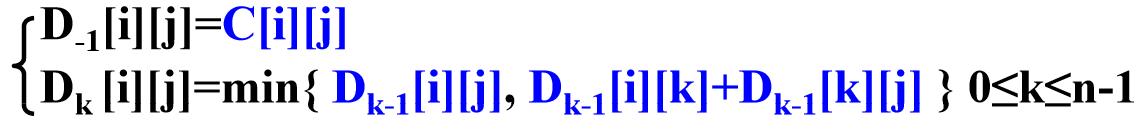 D₋₁[i][j]=C[i][j]
Dₖ [i][j]=min{ Dₖ₋₁[i][j], Dₖ₋₁[i][k]+Dₖ₋₁[k][j] } 0≤k≤n-1